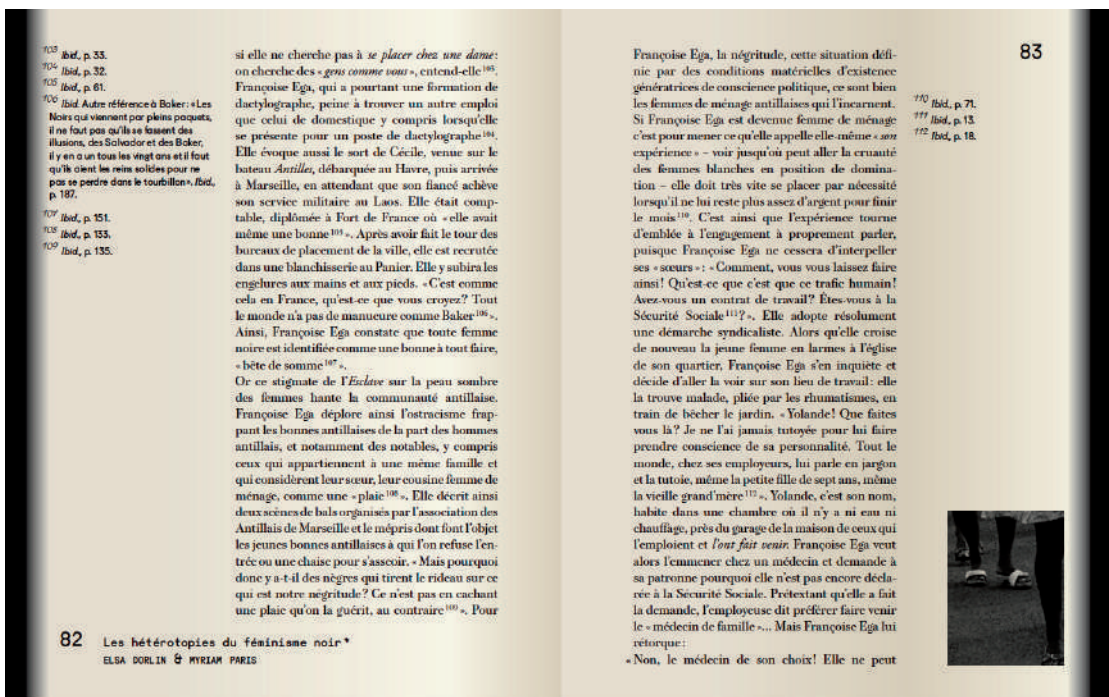 103 Ibid., p. 33.
104 Ibid., p. 32.
105 Ibid., p. 61.
106 Ibid. Autre référence à Baker : «Les
Noirs qui viennent par pleins paquets,
il ne faut pas qu'ils se fassent des
illusions, des Salvador et des Baker,
il y en a un tous les vingt ans et il faut
qu'ils aient les reins solides pour ne
pas se perdre dans le tourbillon». Ibid.,
p. 187.
107 Ibid., p. 151.
108 Ibid., p. 133.
109 Ibid., p. 135.
si elle ne cherche pas à se placer chez une dame :
on cherche des «gens comme vous», entend-elle 103.
Françoise Ega, qui a pourtant une formation de
dactylographe, peine à trouver un autre emploi
que celui de domestique y compris lorsqu'elle
se présente pour un poste de dactylographe 104.
Elle évoque aussi le sort de Cécile, venue sur le
bateau Antilles, débarquée au Havre, puis arrivée
à Marseille, en attendant que son fiancé achève
son service militaire au Laos. Elle était comp-
table, diplômée à Fort de France où «elle avait
même une bonne 105». Après avoir fait le tour des
bureaux de placement de la ville, elle est recrutée
dans une blanchisserie au Panier. Elle y subira les
engelures aux mains et aux pieds. «C'est comme
cela en France, qu'est-ce que vous croyez? Tout
le monde n'a pas de manucure comme Baker 106».
Ainsi, Françoise Ega constate que toute femme
noire est identifiée comme une bonne à tout faire,
«bête de somme 107».
Or ce stigmate de l'Esclave sur la peau sombre
des femmes hante la communauté antillaise.
Françoise Ega déplore ainsi l'ostracisme frap-
pant les bonnes antillaises de la part des hommes
antillais, et notamment des notables, y compris
ceux qui appartiennent à une même famille et
qui considèrent leur sœur, leur cousine femme de
ménage, comme une «plaie 108». Elle décrit ainsi
deux scènes de bals organisés par l'association des
Antillais de Marseille et le mépris dont font l'objet
les jeunes bonnes antillaises à qui l'on refuse l'en-
trée ou une chaise pour s'asseoir. «Mais pourquoi
donc y a-t-il des nègres qui tirent le rideau sur ce
qui est notre négritude? Ce n'est pas en cachant
une plaie qu'on la guérit, au contraire 109». Pour
82 Les hétérotopies du féminisme noir*
ELSA DORLIN & MYRIAM PARIS
83
Françoise Ega, la négritude, cette situation défi-
nie par des conditions matérielles d'existence
génératrices de conscience politique, ce sont bien
les femmes de ménage antillaises qui l'incarnent.
Si Françoise Ega est devenue femme de ménage
c'est pour mener ce qu'elle appelle elle-même «son
expérience» – voir jusqu'où peut aller la cruauté
des femmes blanches en position de domina-
tion – elle doit très vite se placer par nécessité
lorsqu'il ne lui reste plus assez d'argent pour finir
le mois 110. C'est ainsi que l'expérience tourne
d'emblée à l'engagement à proprement parler,
puisque Françoise Ega ne cessera d'interpeller
ses «sœurs» : «Comment, vous vous laissez faire
ainsi! Qu'est-ce que c'est que ce trafic humain!
Avez-vous un contrat de travail? Êtes-vous à la
Sécurité Sociale 111?». Elle adopte résolument
une démarche syndicaliste. Alors qu'elle croise
de nouveau la jeune femme en larmes à l'église
de son quartier, Françoise Ega s'en inquiète et
décide d'aller la voir sur son lieu de travail : elle
la trouve malade, pliée par les rhumatismes, en
train de bêcher le jardin. «Yolande! Que faites
vous là? Je ne l'ai jamais tutoyée pour lui faire
prendre conscience de sa personnalité. Tout le
monde, chez ses employeurs, lui parle en jargon
et la tutoie, même la petite fille de sept ans, même
la vieille grand'mère 112». Yolande, c'est son nom,
habite dans une chambre où il n'y a ni eau ni
chauffage, près du garage de la maison de ceux qui
l'emploient et l'ont fait venir. Françoise Ega veut
alors l'emmener chez un médecin et demande à
sa patronne pourquoi elle n'est pas encore décla-
rée à la Sécurité Sociale. Prétextant qu'elle a fait
la demande, l'employeuse dit préférer faire venir
le «médecin de famille»... Mais Françoise Ega lui
rétorque :
«Non, le médecin de son choix! Elle ne peut
110 Ibid., p. 71.
111 Ibid., p. 13.
112 Ibid., p. 18.